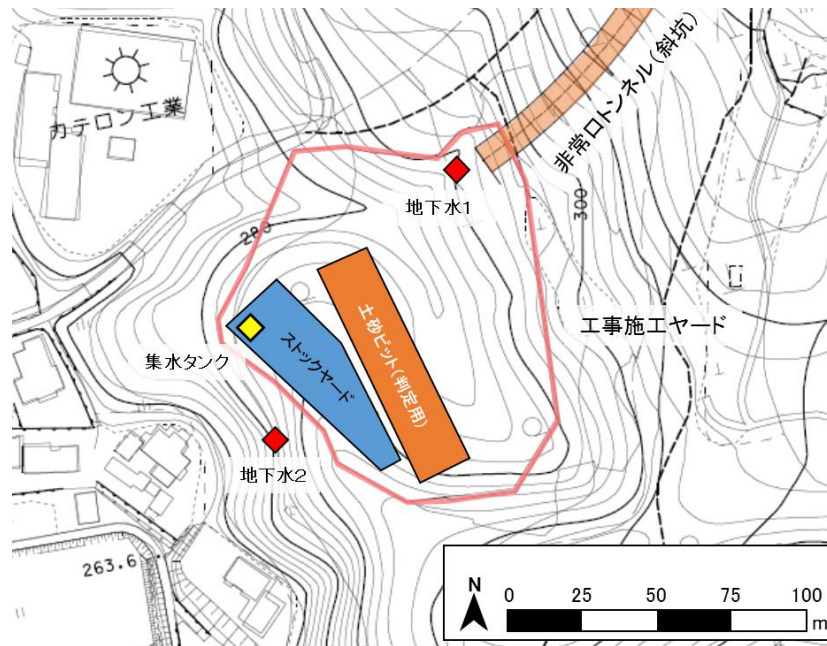 カテロン工業
非常口トンネル(斜坑)
地下水1
300
工事施工ヤード
土砂ピット(判定用)
ストックヤード
集水タンク
地下水2
263.6
N
0 25 50 75 100
m